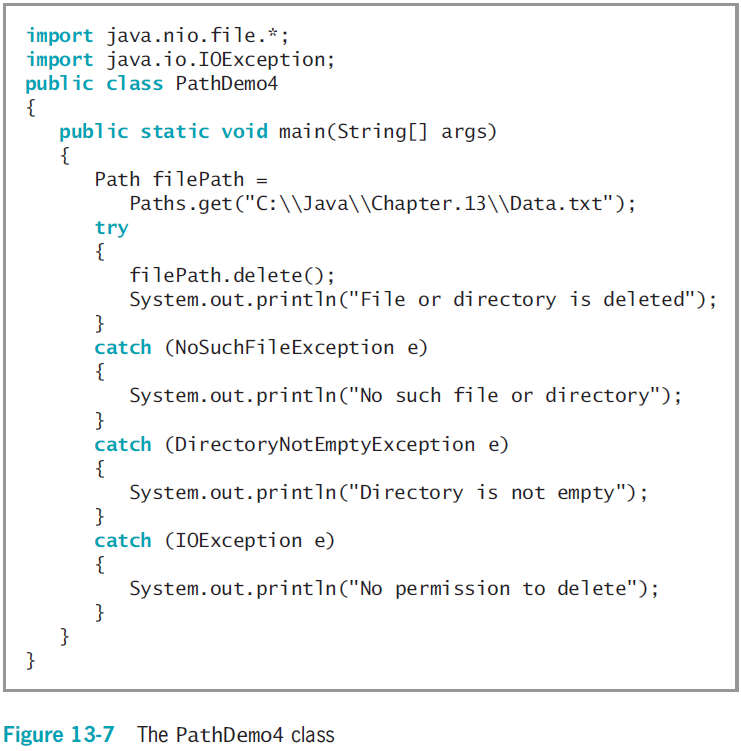 import java.nio.file.*;
import java.io.IOException;
public class PathDemo4
{
   public static void main(String[] args)
   {
      Path filePath =
         Paths.get("C:\\Java\\Chapter.13\\Data.txt");
      try
      {
         filePath.delete();
         System.out.println("File or directory is deleted");
      }
      catch (NoSuchFileException e)
      {
         System.out.println("No such file or directory");
      }
      catch (DirectoryNotEmptyException e)
      {
         System.out.println("Directory is not empty");
      }
      catch (IOException e)
      {
         System.out.println("No permission to delete");
      }
   }
}
Figure 13-7 The PathDemo4 class